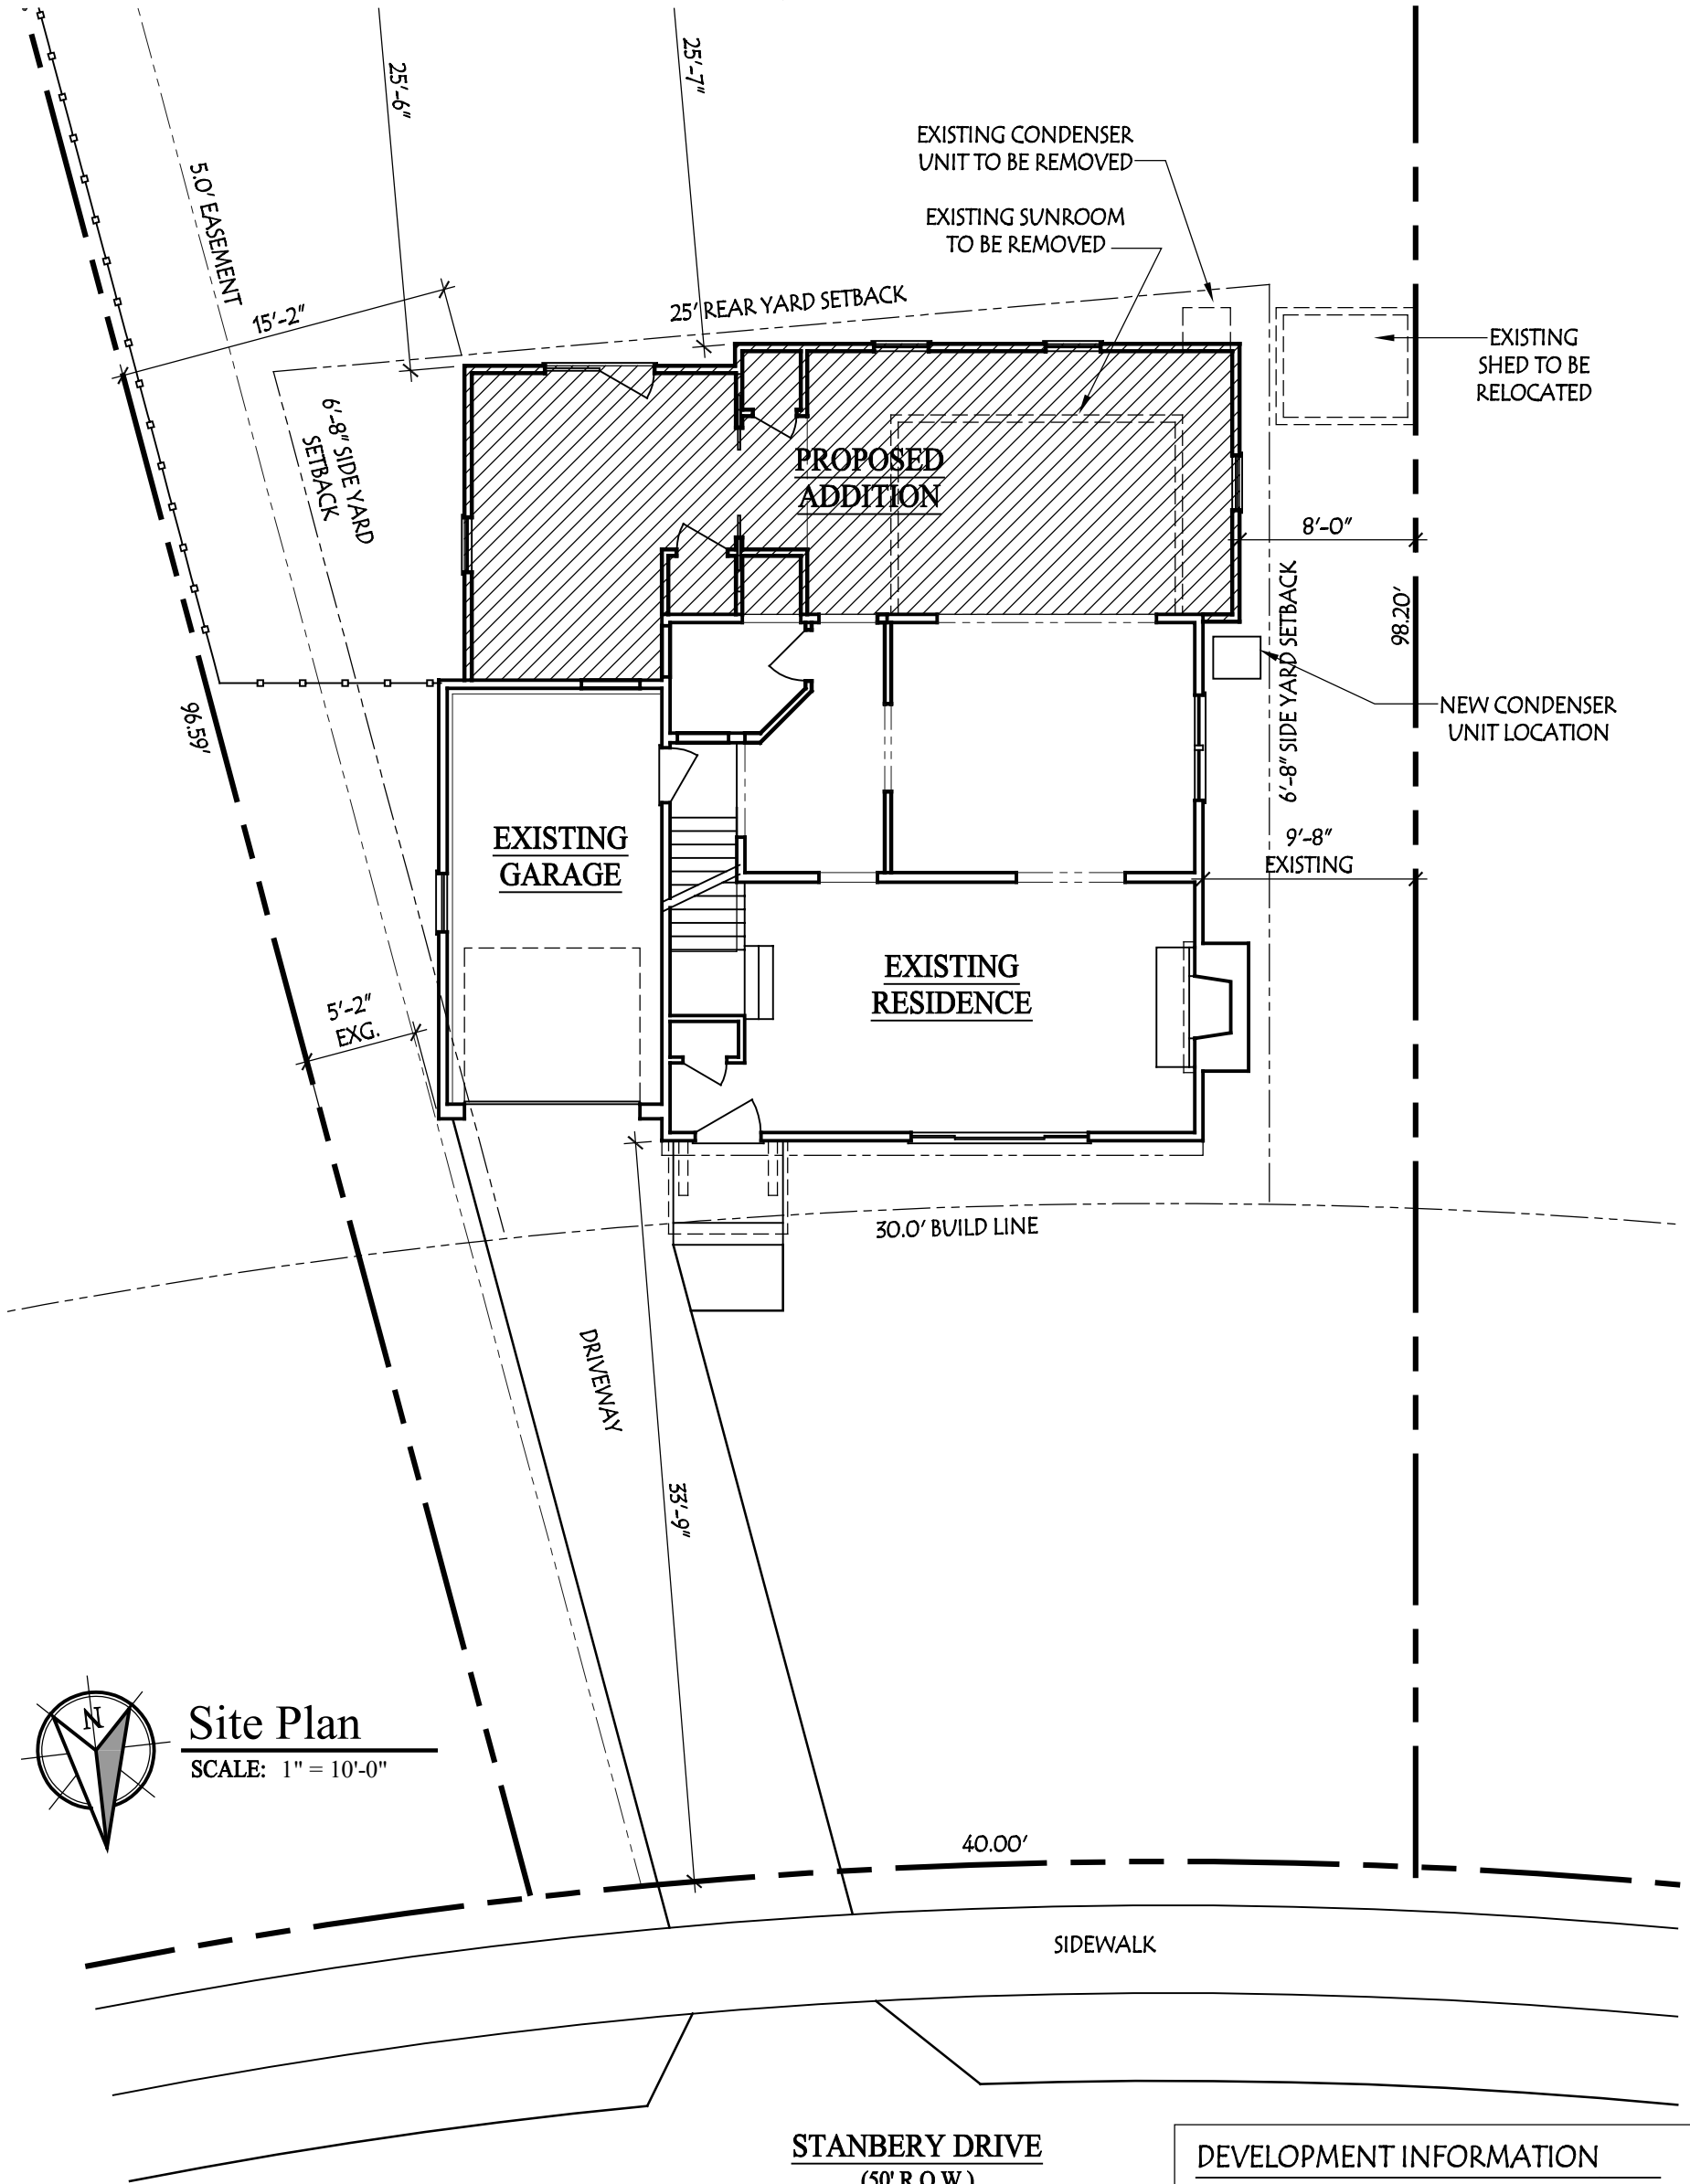 25'-6"
25'-7"
EXISTING CONDENSER
UNIT TO BE REMOVED
5.0' EASEMENT
EXISTING SUNROOM
TO BE REMOVED
15'-2"
25' REAR YARD SETBACK
EXISTING
SHED TO BE
RELOCATED
6'-8" SIDE YARD
SETBACK
PROPOSED
ADDITION
8'-0"
98.20'
6'-8" SIDE YARD SETBACK
96.59'
NEW CONDENSER
UNIT LOCATION
EXISTING
GARAGE
9'-8"
EXISTING
EXISTING
RESIDENCE
5'-2"
EXG.
30.0' BUILD LINE
DRIVEWAY
33'-9"
N
Site Plan
SCALE: 1" = 10'-0"
40.00'
SIDEWALK
STANBERY DRIVE
(50' R.O.W.)
DEVELOPMENT INFORMATION